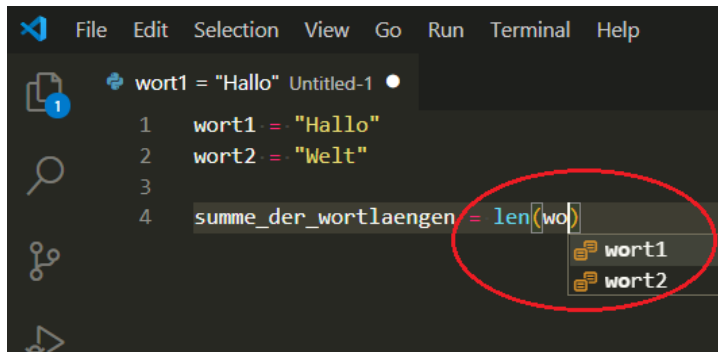 File Edit Selection View Go Run Terminal Help
wort1 = "Hallo" Untitled-1
1
1 wort1 = "Hallo"
2 wort2 = "Welt"
3
4 summe_der_wortlaengen = len(wo)
wort1
wort2